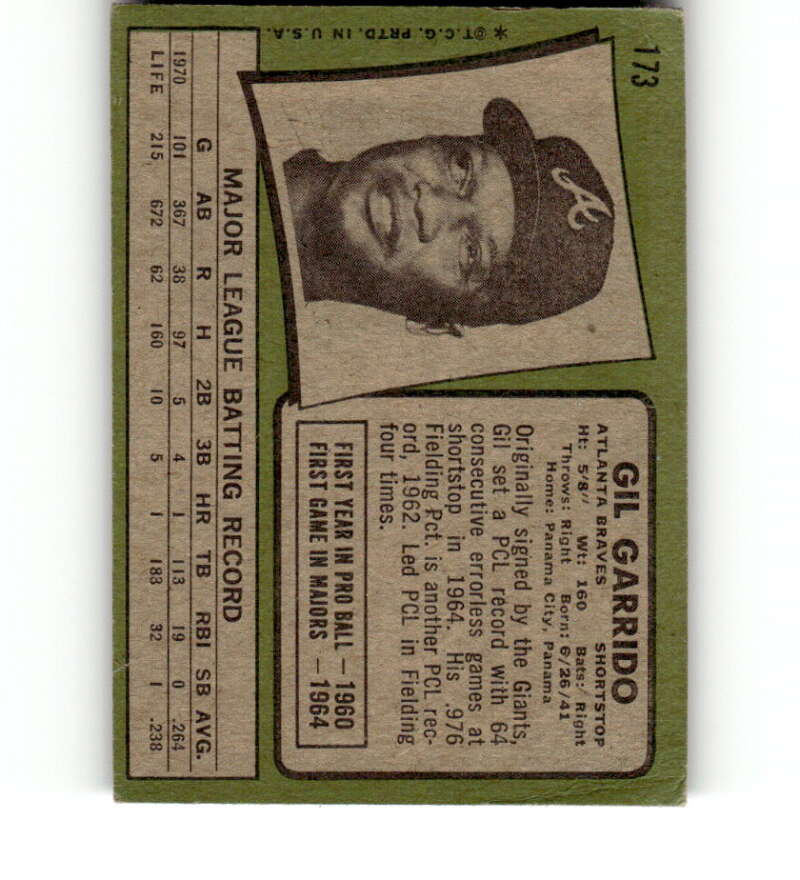 173
*©T.C.G. PRTD. IN U.S.A.
A
GIL GARRIDO
ATLANTA BRAVES SHORTSTOP
Ht: 5'8" Wt: 160 Bats: Right
Throws: Right Born: 6/26/41
Home: Panama City, Panama
Originally signed by the Giants,
Gil set a PCL record with 64
consecutive errorless games at
shortstop in 1964. His .976
Fielding Pct. is another PCL rec-
ord, 1962. Led PCL in Fielding
four times.
FIRST YEAR IN PRO BALL — 1960
FIRST GAME IN MAJORS — 1964
MAJOR LEAGUE BATTING RECORD
G AB R H 2B 3B HR TB RBI SB AVG.
1970 101 367 38 97 5 4 1 113 19 0 .264
LIFE 215 672 62 160 10 5 1 183 32 1 .238